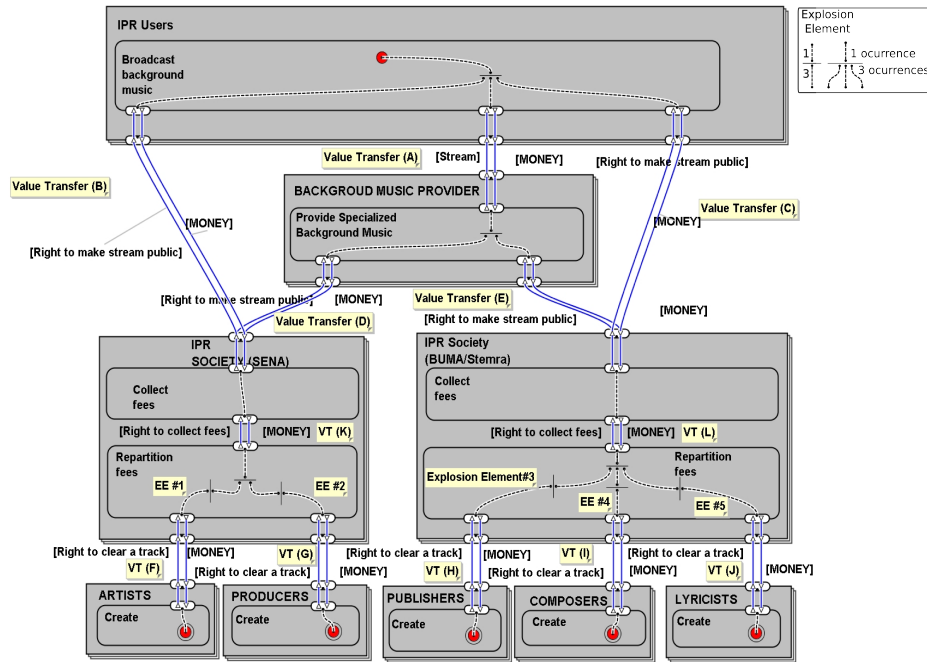 IPR Users
Broadcast
background
music
Explosion
Element
1
3
1 ocurrence
3 ocurrences
Value Transfer (A)
[Stream]
[MONEY]
[Right to make stream public]
Value Transfer (B)
BACKGROUD MUSIC PROVIDER
Value Transfer (C)
Provide Specialized
Background Music
[MONEY]
[MONEY]
[Right to make stream public]
[Right to make stream public]
[MONEY]
Value Transfer (E)
[MONEY]
Value Transfer (D)
[Right to make stream public]
IPR
SOCIETY (SENA)
IPR Society
(BUMA/Stemra)
Collect
fees
Collect
fees
[Right to collect fees]
[MONEY]
VT (K)
[Right to collect fees]
[MONEY]
VT (L)
Repartition
fees
Repartition
fees
EE #1
EE #2
Explosion Element#3
EE #4
EE #5
[Right to clear a track]
[MONEY]
VT (G)
[Right to clear a track]
[MONEY]
VT (I)
[Right to clear a track]
VT (F)
[Right to clear a track]
[MONEY]
VT (H)
[Right to clear a track]
[MONEY]
VT (J)
[MONEY]
ARTISTS
PRODUCERS
PUBLISHERS
COMPOSERS
LYRICISTS
Create
Create
Create
Create
Create